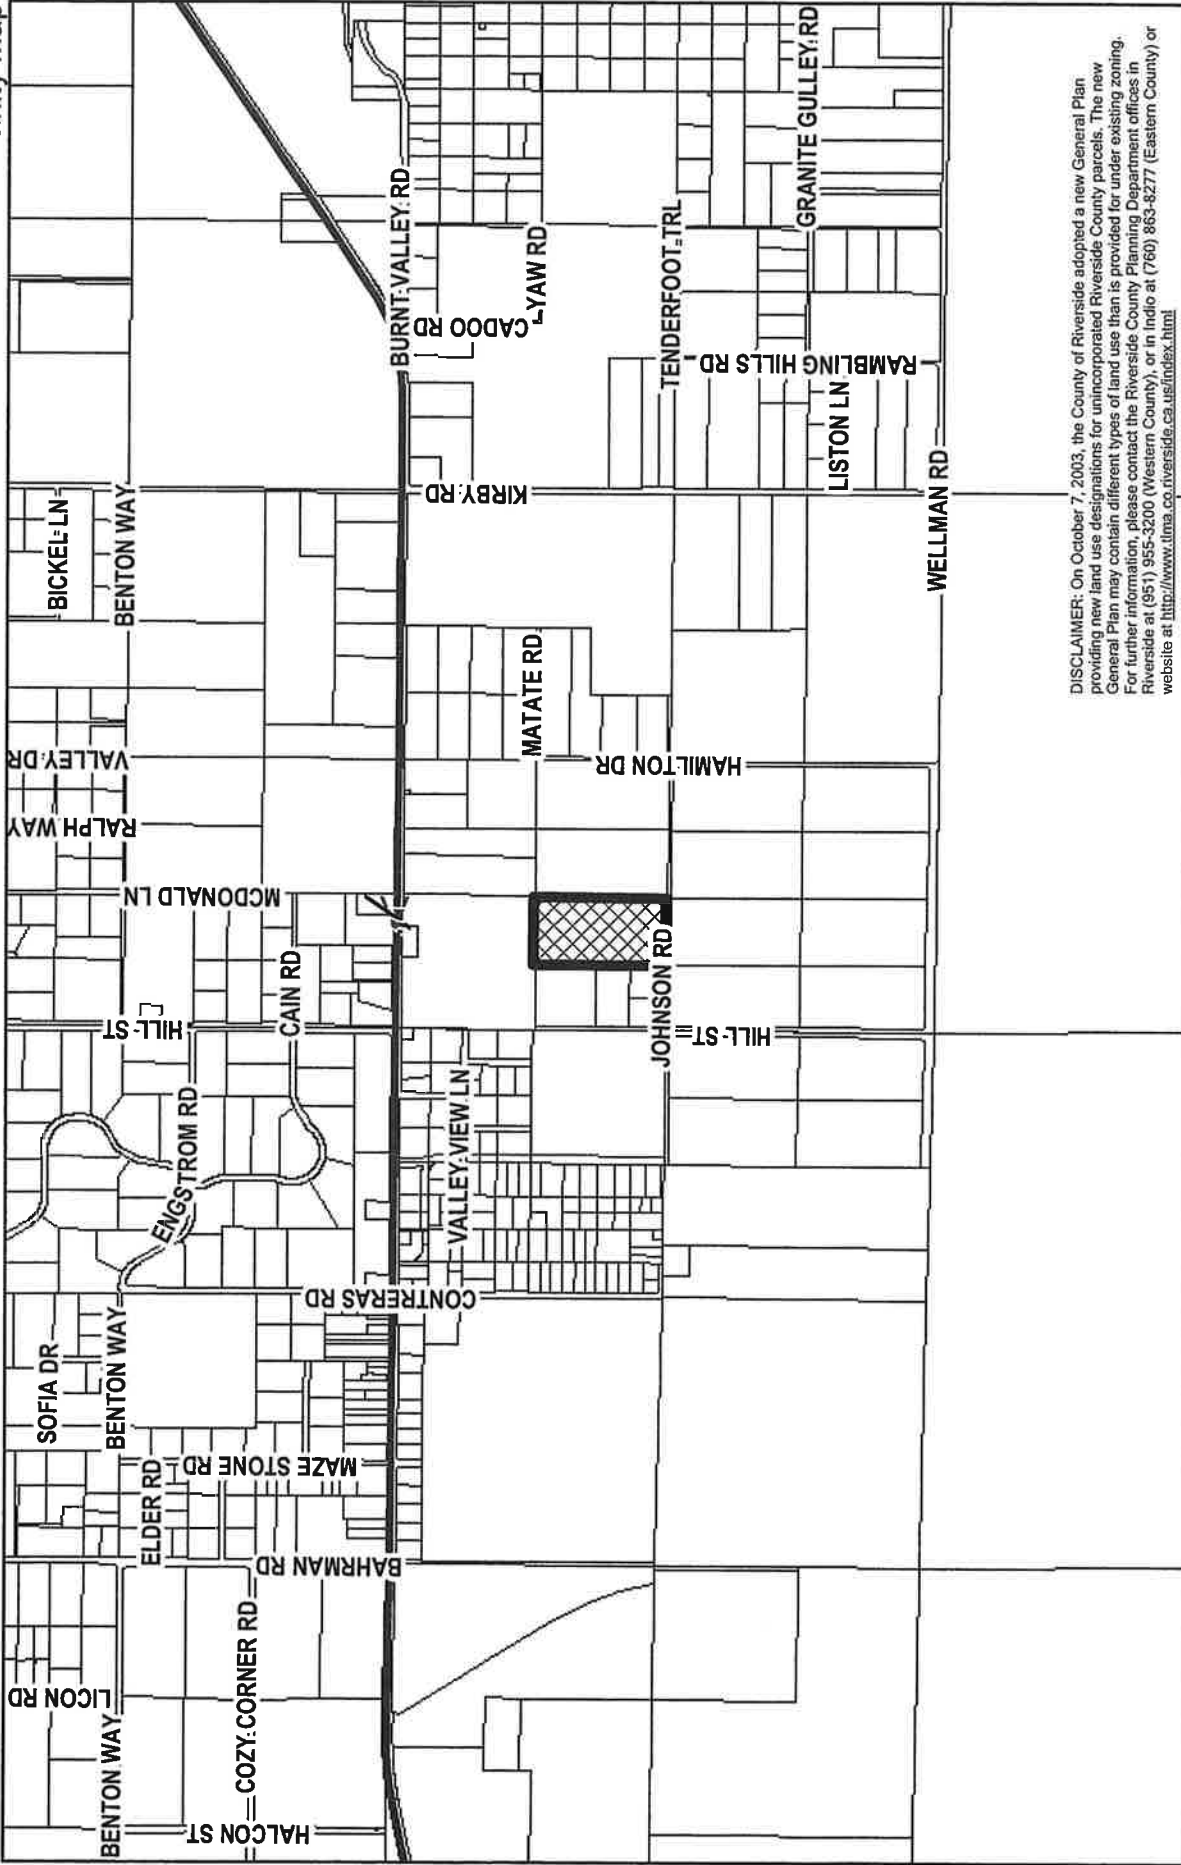 BICKEL LN
BENTON WAY
VALLEY DR
RALPH WAY
MCDONALD LN
HILL ST
CAIN RD
ENGSTROM RD
SOFIA DR
BENTON WAY
CONTRERAS RD
MAZE STONE RD
ELDER RD
BAHRMAN RD
LICON RD
COZY CORNER RD
BENTON WAY
HALCON ST
BURNT VALLEY RD
CADOO RD
YAW RD
KIRBY RD
MATATE RD
HAMILTON DR
VALLEY VIEW LN
JOHNSON RD
HILL ST
TENDERFOOT TRL
RAMBLING HILLS RD
GRANITE GULLEY RD
LISTON LN
WELLMAN RD
DISCLAIMER: On October 7, 2003, the County of Riverside adopted a new General Plan
providing new land use designations for unincorporated Riverside County parcels. The new
General Plan may contain different types of land use than is provided for under existing zoning.
For further information, please contact the Riverside County Planning Department offices in
Riverside at (951) 955-3200 (Western County), or in Indio at (760) 863-8277 (Eastern County) or
website at http://www.tlma.co.riverside.ca.us/index.html